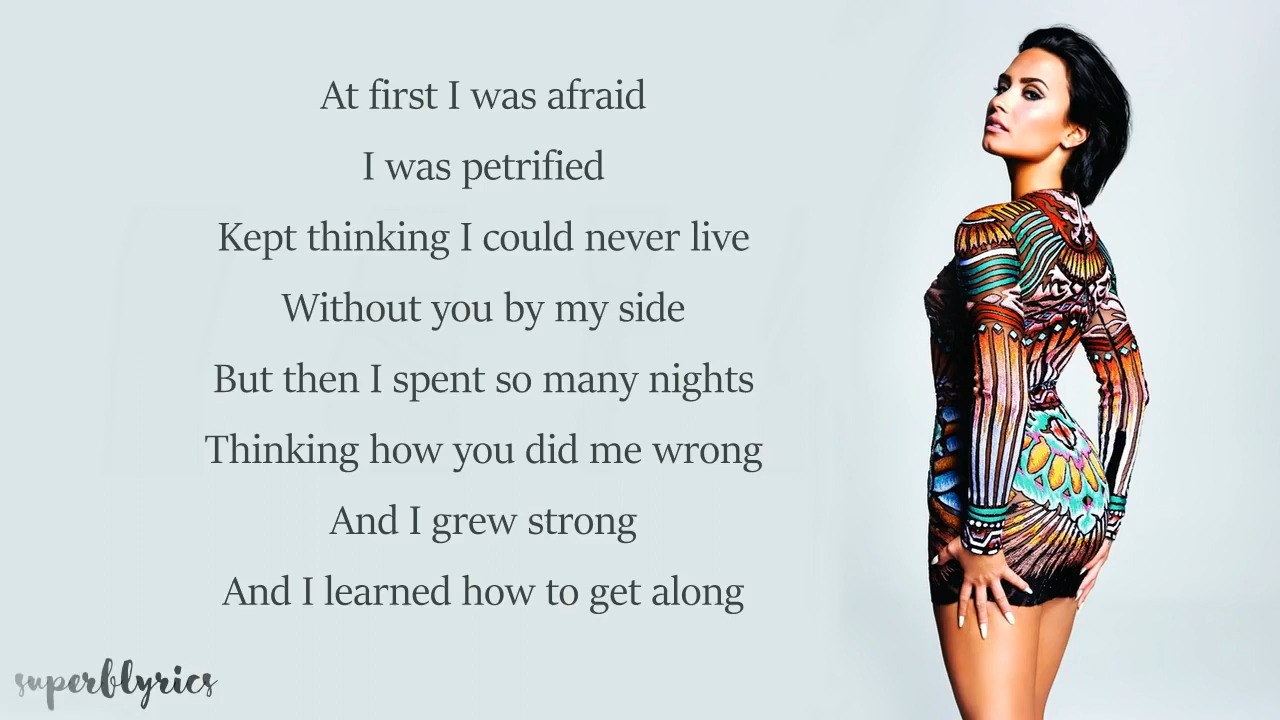 At first I was afraid
I was petrified
Kept thinking I could never live
Without you by my side
But then I spent so many nights
Thinking how you did me wrong
And I grew strong
And I learned how to get along
superblyrics